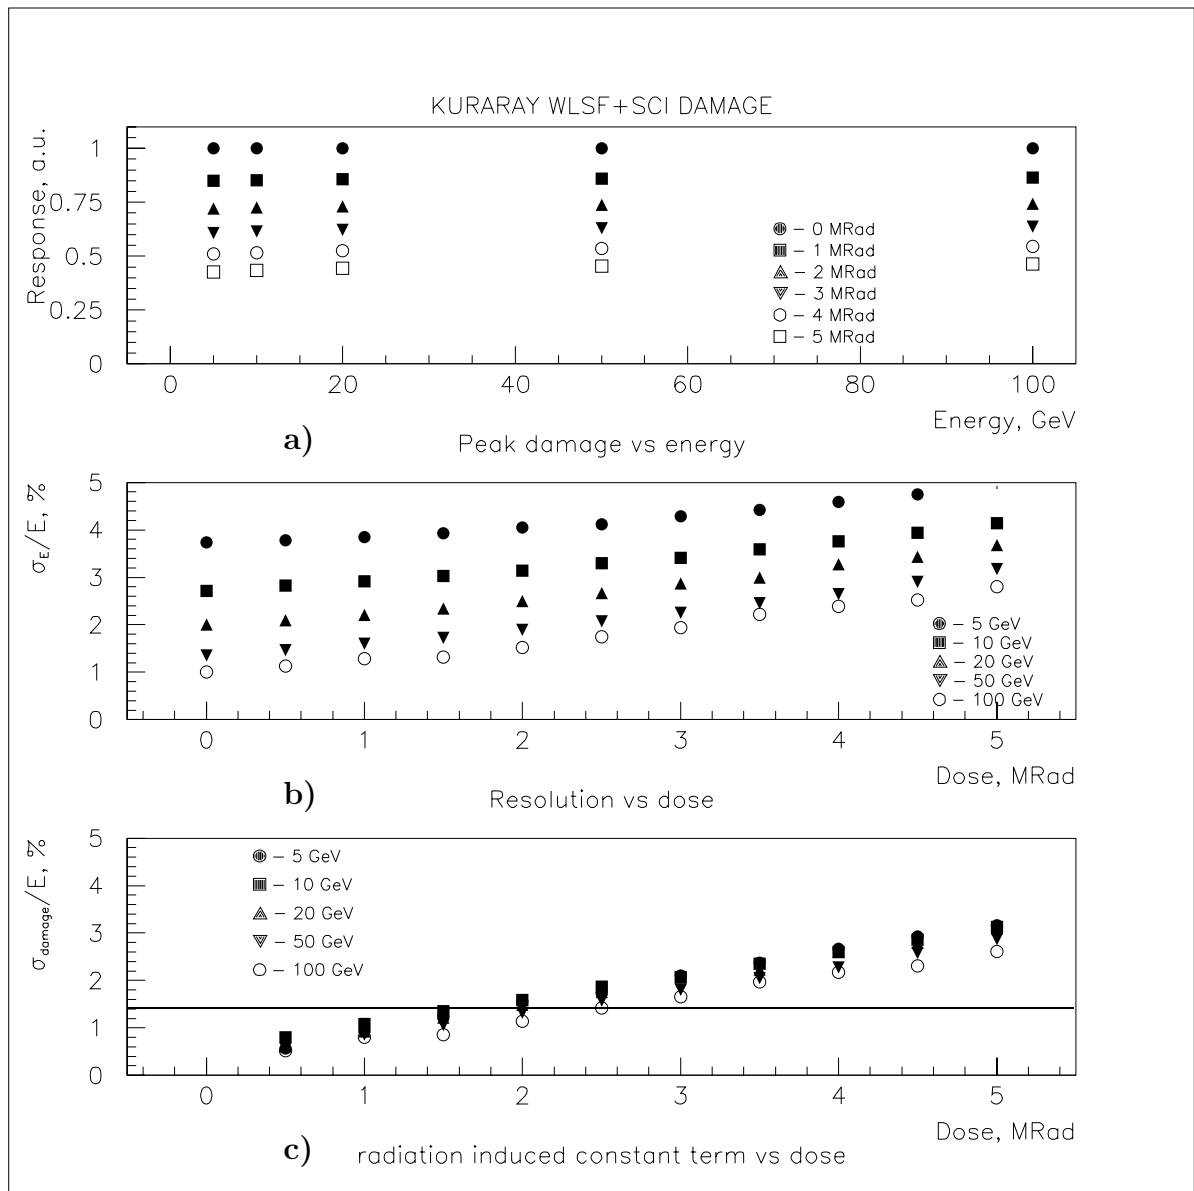 KURARAY WLSF+SCI DAMAGE
Response, a.u.
1
0.75
0.5
0.25
0
– 0 MRad
– 1 MRad
– 2 MRad
– 3 MRad
– 4 MRad
– 5 MRad
0 20 40 60 80 100
Energy, GeV
a) Peak damage vs energy
σE/E, %
5
4
3
2
1
0
– 5 GeV
– 10 GeV
– 20 GeV
– 50 GeV
– 100 GeV
0 1 2 3 4 5
Dose, MRad
b) Resolution vs dose
σdamage/E, %
5
4
3
2
1
0
– 5 GeV
– 10 GeV
– 20 GeV
– 50 GeV
– 100 GeV
0 1 2 3 4 5
Dose, MRad
c) radiation induced constant term vs dose